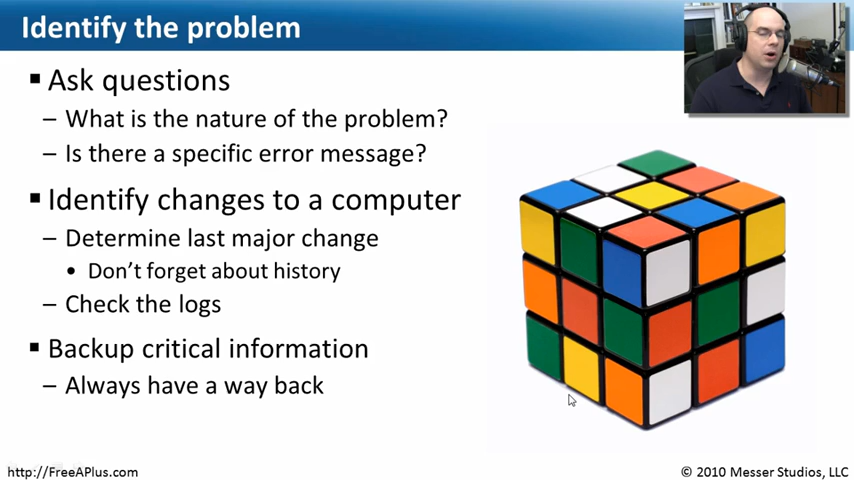 Identify the problem
▪ Ask questions
– What is the nature of the problem?
– Is there a specific error message?
▪ Identify changes to a computer
– Determine last major change
• Don't forget about history
– Check the logs
▪ Backup critical information
– Always have a way back
http://FreeAPlus.com
© 2010 Messer Studios, LLC